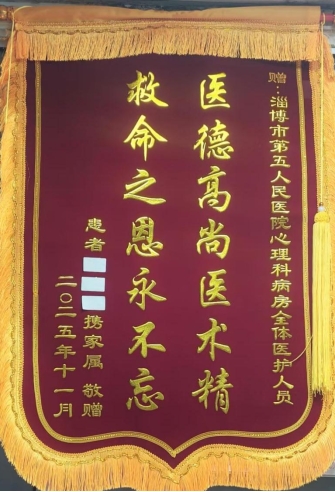 赠：淄博市第五人民医院心理科病房全体医护人员
医德高尚医术精
救命之恩永不忘
患者 携家属 敬赠
二〇二五年十一月